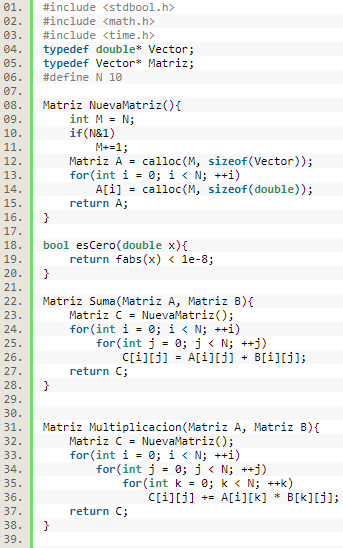 01. #include <stdbool.h>
02. #include <math.h>
03. #include <time.h>
04. typedef double* Vector;
05. typedef Vector* Matriz;
06. #define N 10
07.
08. Matriz NuevaMatriz(){
09.     int M = N;
10.     if(N&1)
11.         M+=1;
12.     Matriz A = calloc(M, sizeof(Vector));
13.     for(int i = 0; i < N; ++i)
14.         A[i] = calloc(M, sizeof(double));
15.     return A;
16. }
17.
18. bool esCero(double x){
19.     return fabs(x) < 1e-8;
20. }
21.
22. Matriz Suma(Matriz A, Matriz B){
23.     Matriz C = NuevaMatriz();
24.     for(int i = 0; i < N; ++i)
25.         for(int j = 0; j < N; ++j)
26.             C[i][j] = A[i][j] + B[i][j];
27.     return C;
28. }
29.
30.
31. Matriz Multiplicacion(Matriz A, Matriz B){
32.     Matriz C = NuevaMatriz();
33.     for(int i = 0; i < N; ++i)
34.         for(int j = 0; j < N; ++j)
35.             for(int k = 0; k < N; ++k)
36.                 C[i][j] += A[i][k] * B[k][j];
37.     return C;
38. }
39.